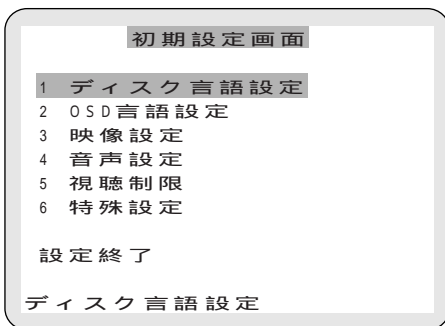 初期設定画面
1 ディスク言語設定
2 OSD言語設定
3 映像設定
4 音声設定
5 視聴制限
6 特殊設定
設定終了
ディスク言語設定